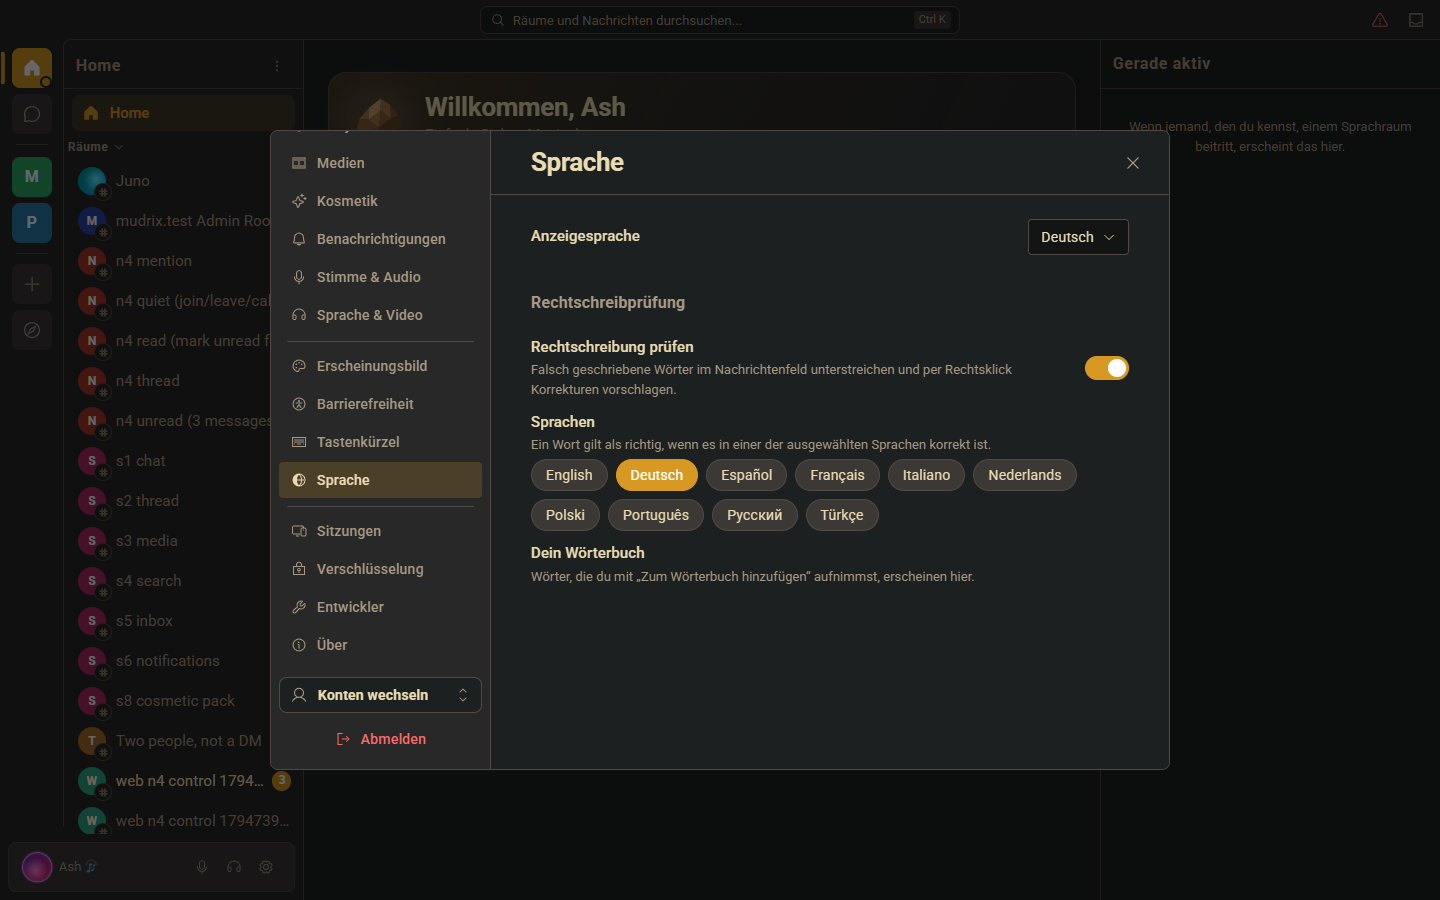 Räume und Nachrichten durchsuchen...
Ctrl K
Home
Home
Räume
Juno
mudrix.test Admin Roo
n4 mention
n4 quiet (join/leave/cal
n4 read (mark unread f
n4 thread
n4 unread (3 messages
s1 chat
s2 thread
s3 media
s4 search
s5 inbox
s6 notifications
s8 cosmetic pack
Two people, not a DM
web n4 control 1794...
3
web n4 control 1794739...
Ash
M
P
M
N
N
N
N
N
S
S
S
S
S
S
S
T
W
W
Willkommen, Ash
Gerade aktiv
Wenn jemand, den du kennst, einem Sprachraum
beitritt, erscheint das hier.
Medien
Kosmetik
Benachrichtigungen
Stimme & Audio
Sprache & Video
Erscheinungsbild
Barrierefreiheit
Tastenkürzel
Sprache
Sitzungen
Verschlüsselung
Entwickler
Über
Konten wechseln
Abmelden
Sprache
Anzeigesprache
Deutsch
Rechtschreibprüfung
Rechtschreibung prüfen
Falsch geschriebene Wörter im Nachrichtenfeld unterstreichen und per Rechtsklick
Korrekturen vorschlagen.
Sprachen
Ein Wort gilt als richtig, wenn es in einer der ausgewählten Sprachen korrekt ist.
English Deutsch Español Français Italiano Nederlands
Polski Português Русский Türkçe
Dein Wörterbuch
Wörter, die du mit „Zum Wörterbuch hinzufügen“ aufnimmst, erscheinen hier.